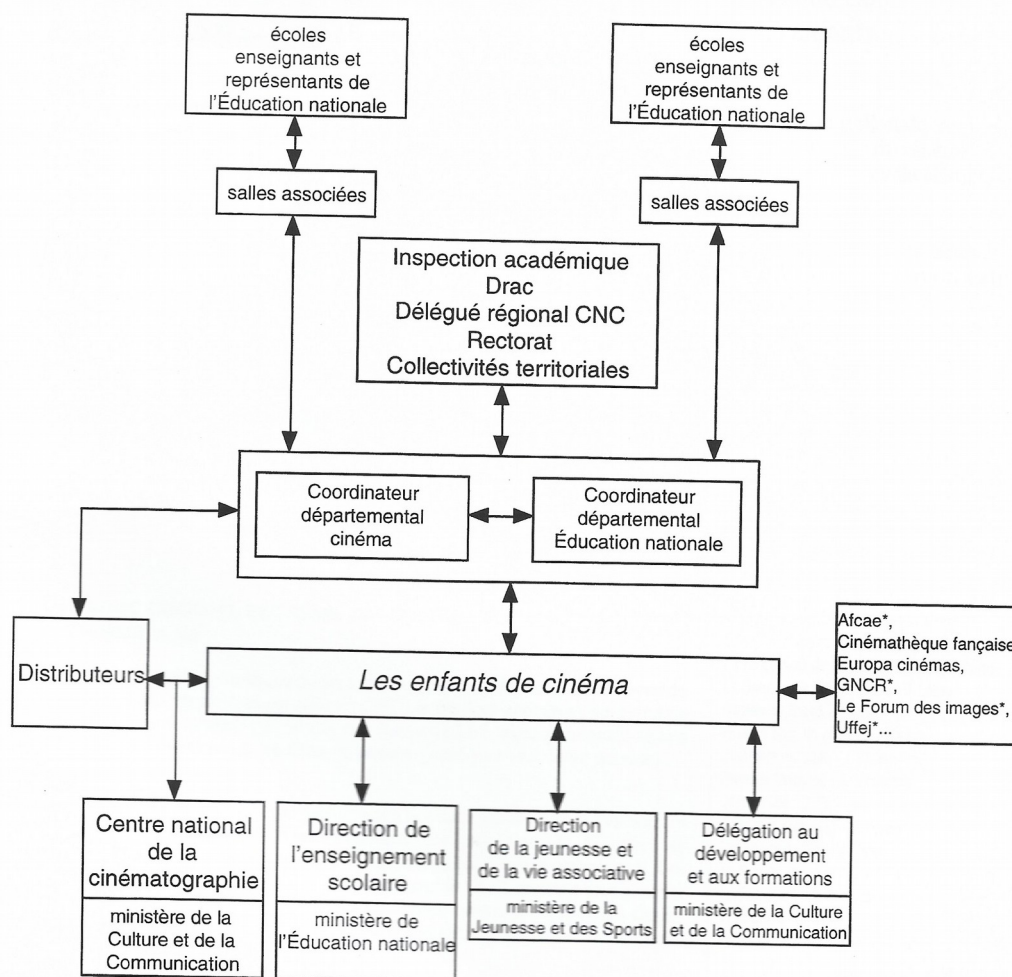 écoles
enseignants et
représentants de
l'Éducation nationale
écoles
enseignants et
représentants de
l'Éducation nationale
salles associées
salles associées
Inspection académique
Drac
Délégué régional CNC
Rectorat
Collectivités territoriales
Coordinateur
départemental
cinéma
Coordinateur
départemental
Éducation nationale
Distributeurs
Les enfants de cinéma
Afcae*,
Cinémathèque fançaise
Europa cinémas,
GNCR*,
Le Forum des images*,
Uffej*...
Centre national
de la
cinématographie
ministère de la
Culture et de la
Communication
Direction de
l'enseignement
scolaire
ministère de
l'Éducation nationale
Direction
de la jeunesse et
de la vie associative
ministère de la
Jeunesse et des Sports
Délégation au
développement
et aux formations
ministère de la Culture
et de la Communication